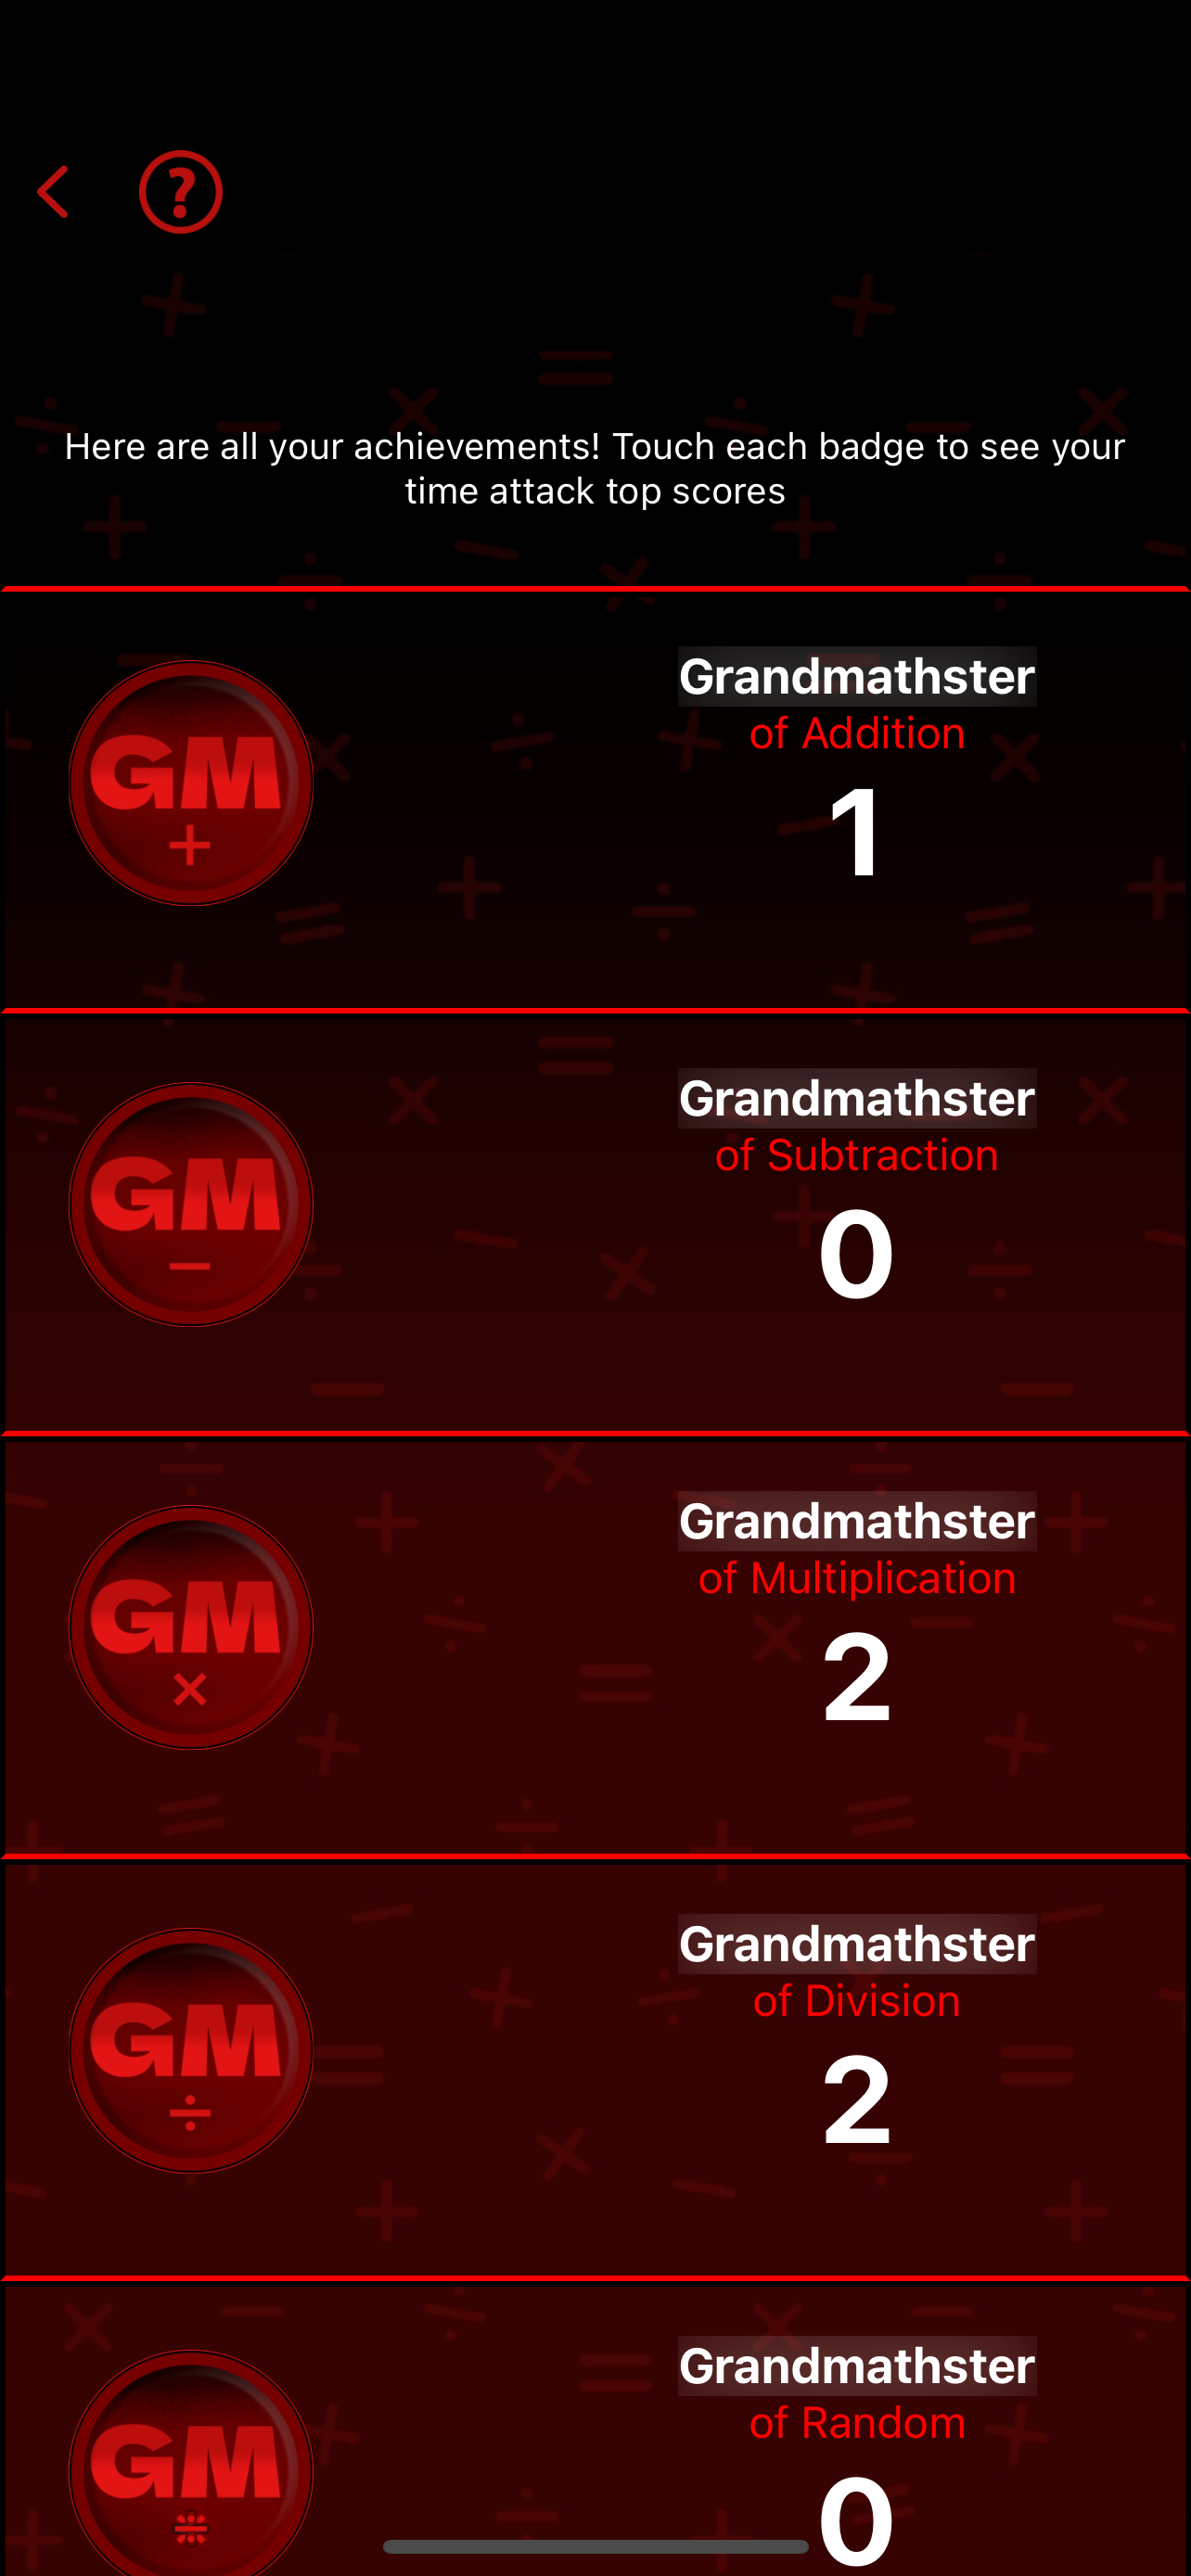 ?
Here are all your achievements! Touch each badge to see your
time attack top scores
GM
+
Grandmathster
of Addition
1
GM
−
Grandmathster
of Subtraction
0
GM
×
Grandmathster
of Multiplication
2
GM
÷
Grandmathster
of Division
2
GM
Grandmathster
of Random
0